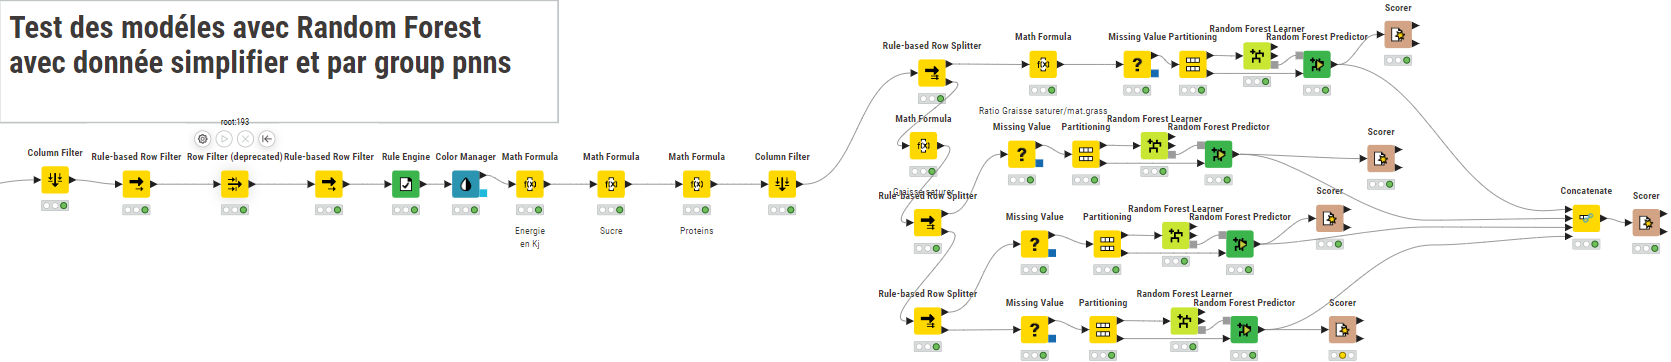 Test des modéles avec Random Forest
avec donnée simplifier et par group pnns
root:193
Column Filter
Rule-based Row Filter
Row Filter (deprecated)
Rule-based Row Filter
Rule Engine
Color Manager
Math Formula
Math Formula
Math Formula
Column Filter
Energie
en Kj
Sucre
Proteins
Rule-based Row Splitter
Math Formula
Missing Value
Partitioning
Random Forest Learner
Random Forest Predictor
Scorer
Math Formula
Ratio Graisse saturer/mat.grass
Missing Value
Partitioning
Random Forest Learner
Random Forest Predictor
Scorer
Graisse saturer
Rule-based Row Splitter
Missing Value
Partitioning
Random Forest Learner
Random Forest Predictor
Scorer
Rule-based Row Splitter
Missing Value
Partitioning
Random Forest Learner
Random Forest Predictor
Scorer
Concatenate
Scorer